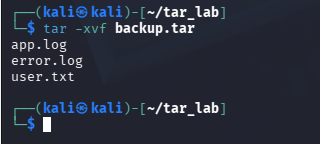 ┌──(kali㉿kali)-[~/tar_lab]
└─$ tar -xvf backup.tar
app.log
error.log
user.txt
┌──(kali㉿kali)-[~/tar_lab]
└─$